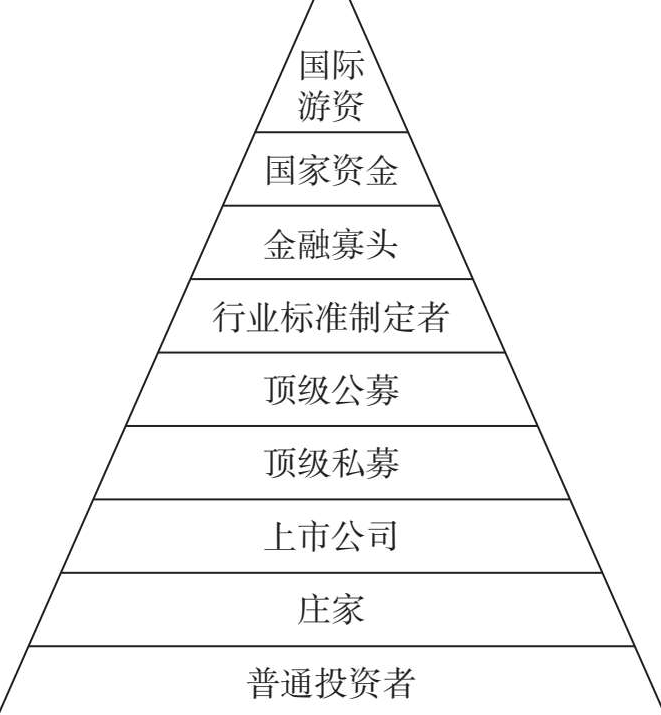 国际
游资
国家资金
金融寡头
行业标准制定者
顶级公募
顶级私募
上市公司
庄家
普通投资者